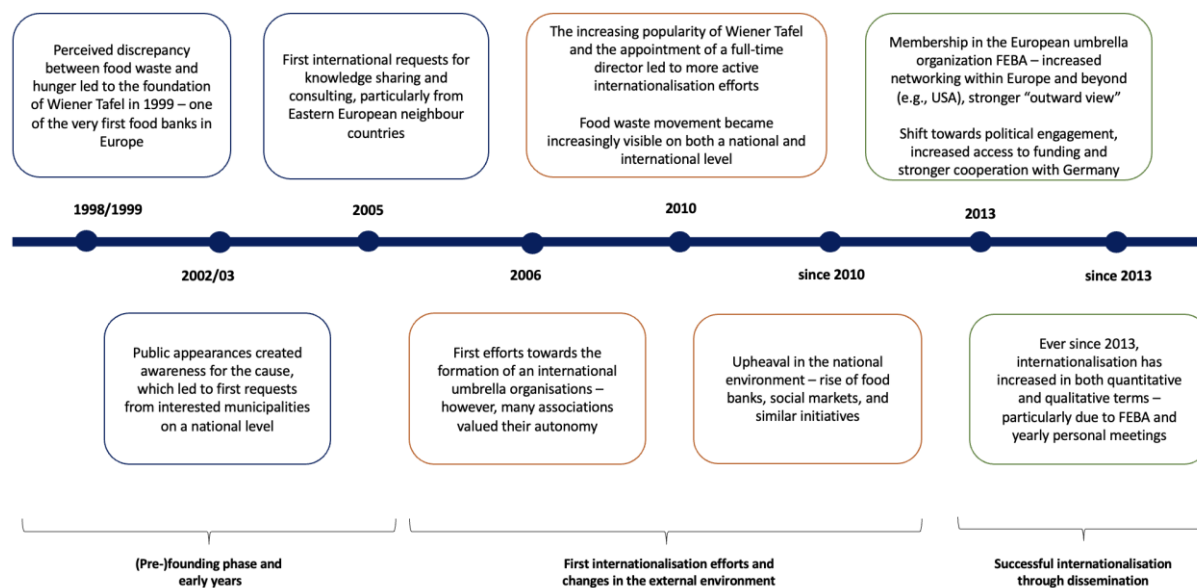 Perceived discrepancy
between food waste and
hunger led to the foundation
of Wiener Tafel in 1999 – one
of the very first food banks in
Europe
First international requests for
knowledge sharing and
consulting, particularly from
Eastern European neighbour
countries
The increasing popularity of Wiener Tafel
and the appointment of a full-time
director led to more active
internationalisation efforts
Food waste movement became
increasingly visible on both a national and
international level
Membership in the European umbrella
organization FEBA – increased
networking within Europe and beyond
(e.g., USA), stronger “outward view”
Shift towards political engagement,
increased access to funding and
stronger cooperation with Germany
1998/1999
2005
2010
2013
2002/03
2006
since 2010
since 2013
Public appearances created
awareness for the cause,
which led to first requests
from interested municipalities
on a national level
First efforts towards the
formation of an international
umbrella organisations –
however, many associations
valued their autonomy
Upheaval in the national
environment – rise of food
banks, social markets, and
similar initiatives
Ever since 2013,
internationalisation has
increased in both quantitative
and qualitative terms –
particularly due to FEBA and
yearly personal meetings
(Pre-)founding phase and
early years
First internationalisation efforts and
changes in the external environment
Successful internationalisation
through dissemination